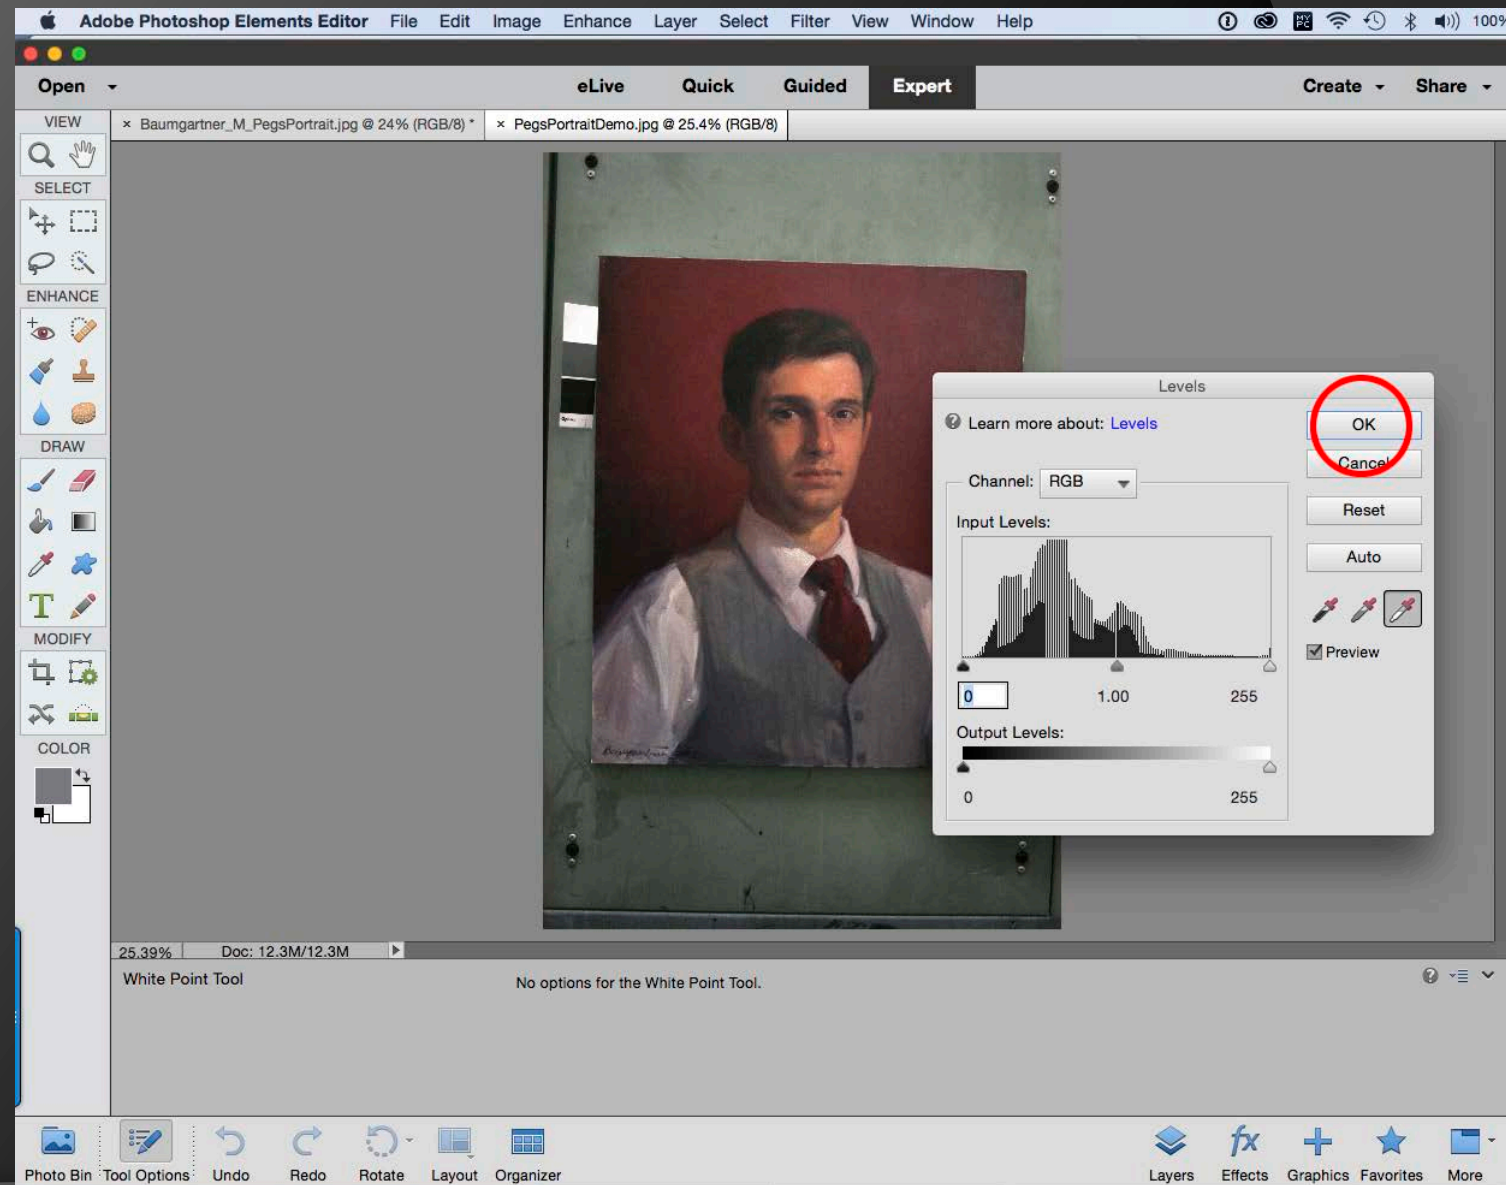 Adobe Photoshop Elements Editor File Edit Image Enhance Layer Select Filter View Window Help 100%
Open eLive Quick Guided Expert Create Share
VIEW
× Baumgartner_M_PegsPortrait.jpg @ 24% (RGB/8) * × PegsPortraitDemo.jpg @ 25.4% (RGB/8)
SELECT
ENHANCE
DRAW
T
MODIFY
COLOR
Levels
Learn more about: Levels
OK
Cancel
Channel: RGB
Reset
Input Levels:
Auto
Preview
0 1.00 255
Output Levels:
0 255
25.39% Doc: 12.3M/12.3M
White Point Tool No options for the White Point Tool.
fx
Photo Bin Tool Options Undo Redo Rotate Layout Organizer Layers Effects Graphics Favorites More